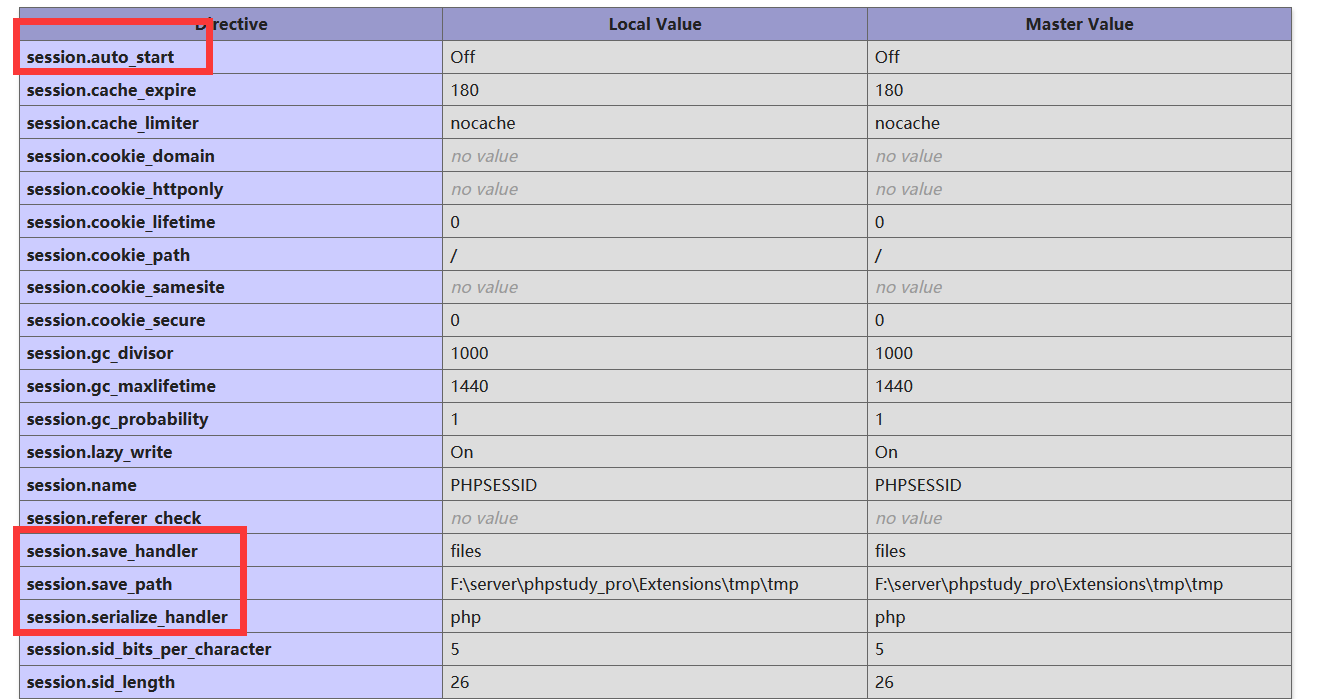 Directive Local Value Master Value
session.auto_start Off Off
session.cache_expire 180 180
session.cache_limiter nocache nocache
session.cookie_domain no value no value
session.cookie_httponly no value no value
session.cookie_lifetime 0 0
session.cookie_path / /
session.cookie_samesite no value no value
session.cookie_secure 0 0
session.gc_divisor 1000 1000
session.gc_maxlifetime 1440 1440
session.gc_probability 1 1
session.lazy_write On On
session.name PHPSESSID PHPSESSID
session.referer_check no value no value
session.save_handler files files
session.save_path F:\server\phpstudy_pro\Extensions\tmp\tmp F:\server\phpstudy_pro\Extensions\tmp\tmp
session.serialize_handler php php
session.sid_bits_per_character 5 5
session.sid_length 26 26